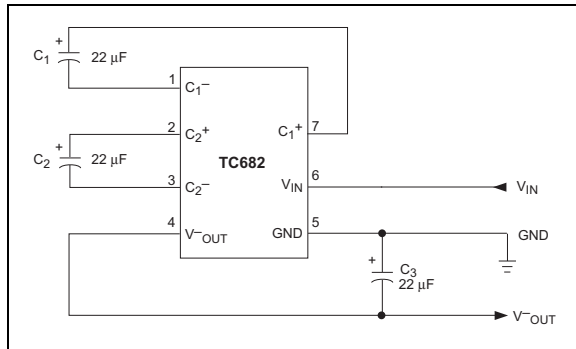 +
C₁ 22 µF
1 C₁⁻
2 C₂⁺
+
C₂ 22 µF
3 C₂⁻
4 V⁻OUT
TC682
C₁⁺ 7
VIN 6 VIN
GND 5 GND
+ C₃
22 µF
V⁻OUT